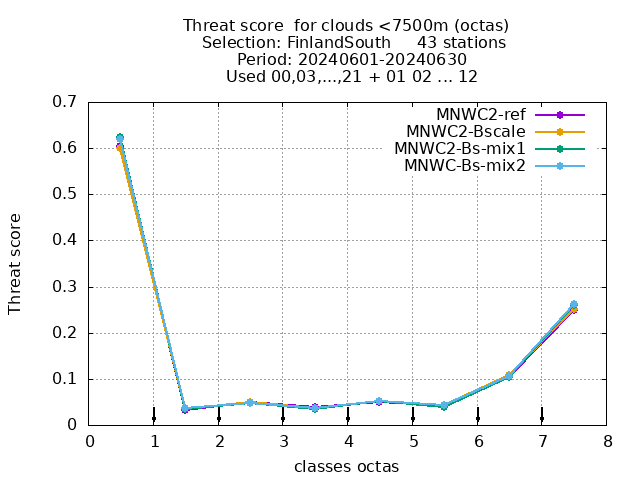 Threat score  for clouds <7500m (octas)
Selection: FinlandSouth     43 stations
Period: 20240601-20240630
Used 00,03,...,21 + 01 02 ... 12
MNWC2-ref
MNWC2-Bscale
MNWC2-Bs-mix1
MNWC-Bs-mix2
0.7
0.6
0.5
0.4
0.3
0.2
0.1
0
Threat score
0 1 2 3 4 5 6 7 8
classes octas